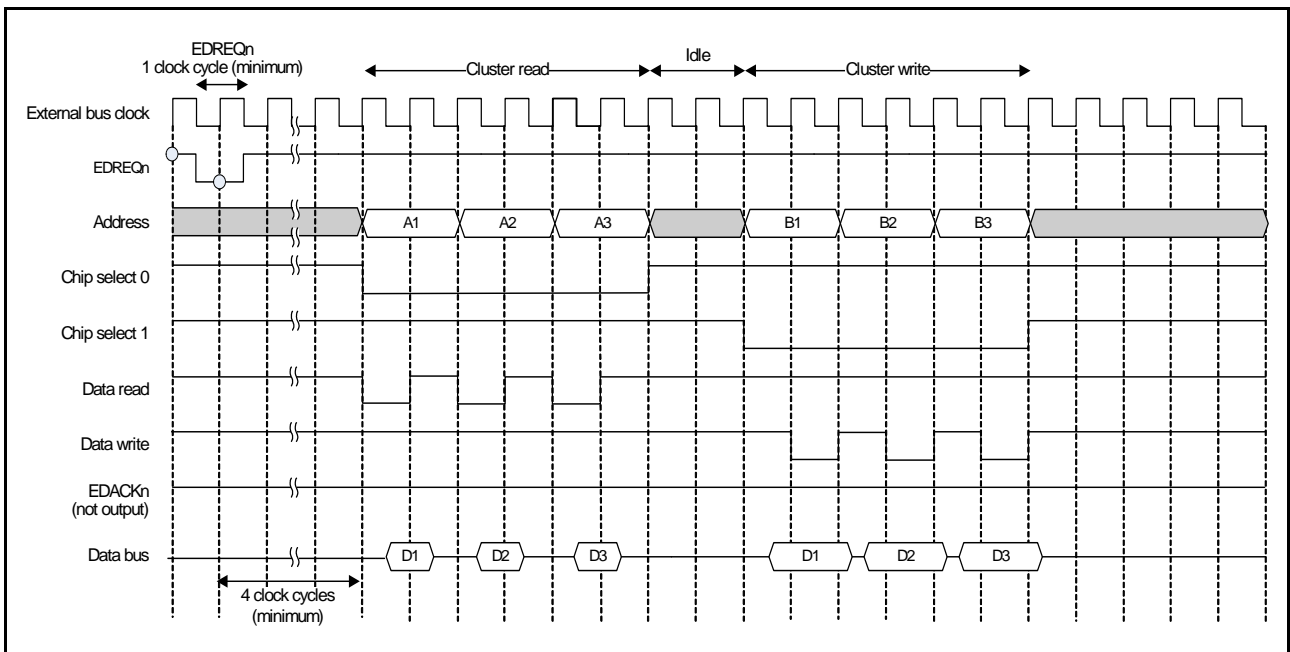 EDREQn
1 clock cycle (minimum)
Cluster read
Idle
Cluster write
External bus clock
EDREQn
Address
A1
A2
A3
B1
B2
B3
Chip select 0
Chip select 1
Data read
Data write
EDACKn
(not output)
Data bus
D1
D2
D3
D1
D2
D3
4 clock cycles
(minimum)